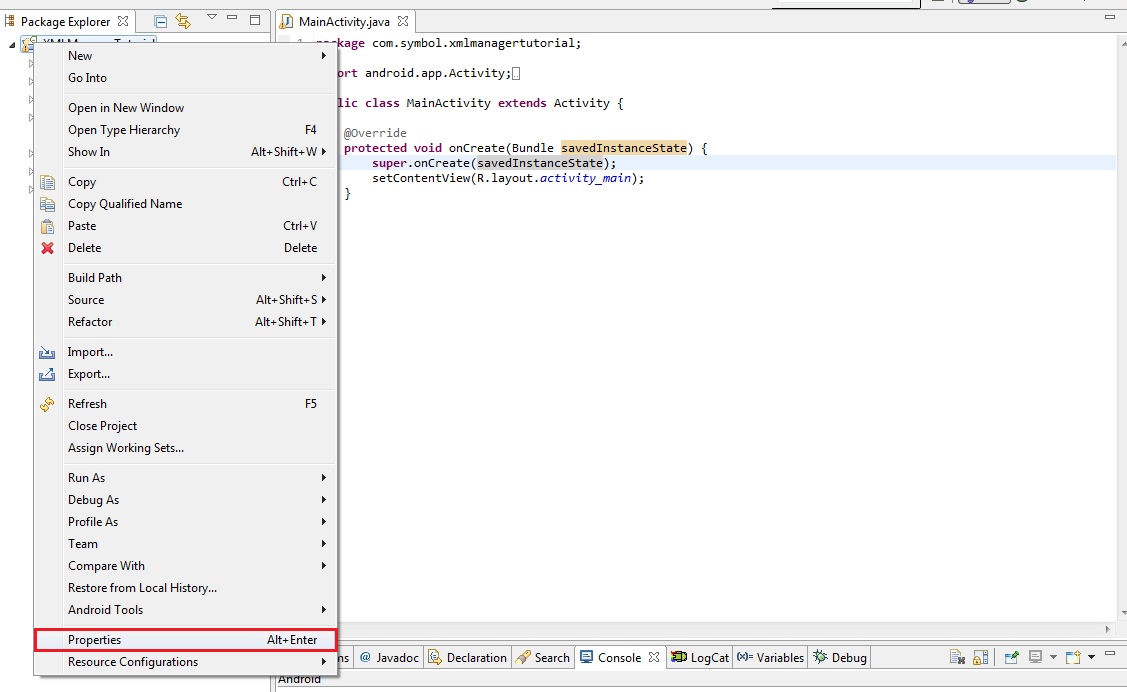 Package Explorer
MainActivity.java
New
Go Into
Open in New Window
Open Type Hierarchy F4
Show In Alt+Shift+W
Copy Ctrl+C
Copy Qualified Name
Paste Ctrl+V
Delete Delete
Build Path
Source Alt+Shift+S
Refactor Alt+Shift+T
Import...
Export...
Refresh F5
Close Project
Assign Working Sets...
Run As
Debug As
Profile As
Team
Compare With
Restore from Local History...
Android Tools
Properties Alt+Enter
Resource Configurations
1 package com.symbol.xmlmanagertutorial;
ort android.app.Activity;
lic class MainActivity extends Activity {
@Override
protected void onCreate(Bundle savedInstanceState) {
super.onCreate(savedInstanceState);
setContentView(R.layout.activity_main);
}
ns @ Javadoc Declaration Search Console LogCat (x)= Variables Debug
Android